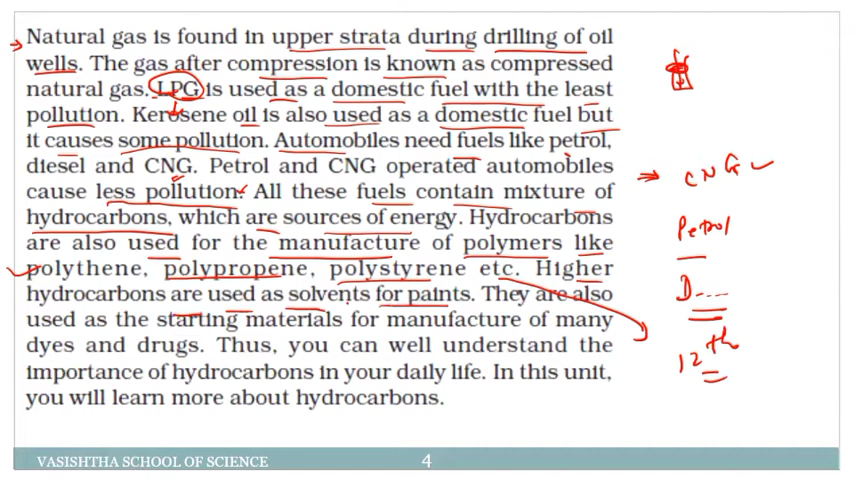 Natural gas is found in upper strata during drilling of oil
wells. The gas after compression is known as compressed
natural gas. LPG is used as a domestic fuel with the least
pollution. Kerosene oil is also used as a domestic fuel but
it causes some pollution. Automobiles need fuels like petrol,
diesel and CNG. Petrol and CNG operated automobiles
cause less pollution. All these fuels contain mixture of
hydrocarbons, which are sources of energy. Hydrocarbons
are also used for the manufacture of polymers like
polythene, polypropene, polystyrene etc. Higher
hydrocarbons are used as solvents for paints. They are also
used as the starting materials for manufacture of many
dyes and drugs. Thus, you can well understand the
importance of hydrocarbons in your daily life. In this unit,
you will learn more about hydrocarbons.
CNG
Petrol
D....
12th
VASISHTHA SCHOOL OF SCIENCE 4